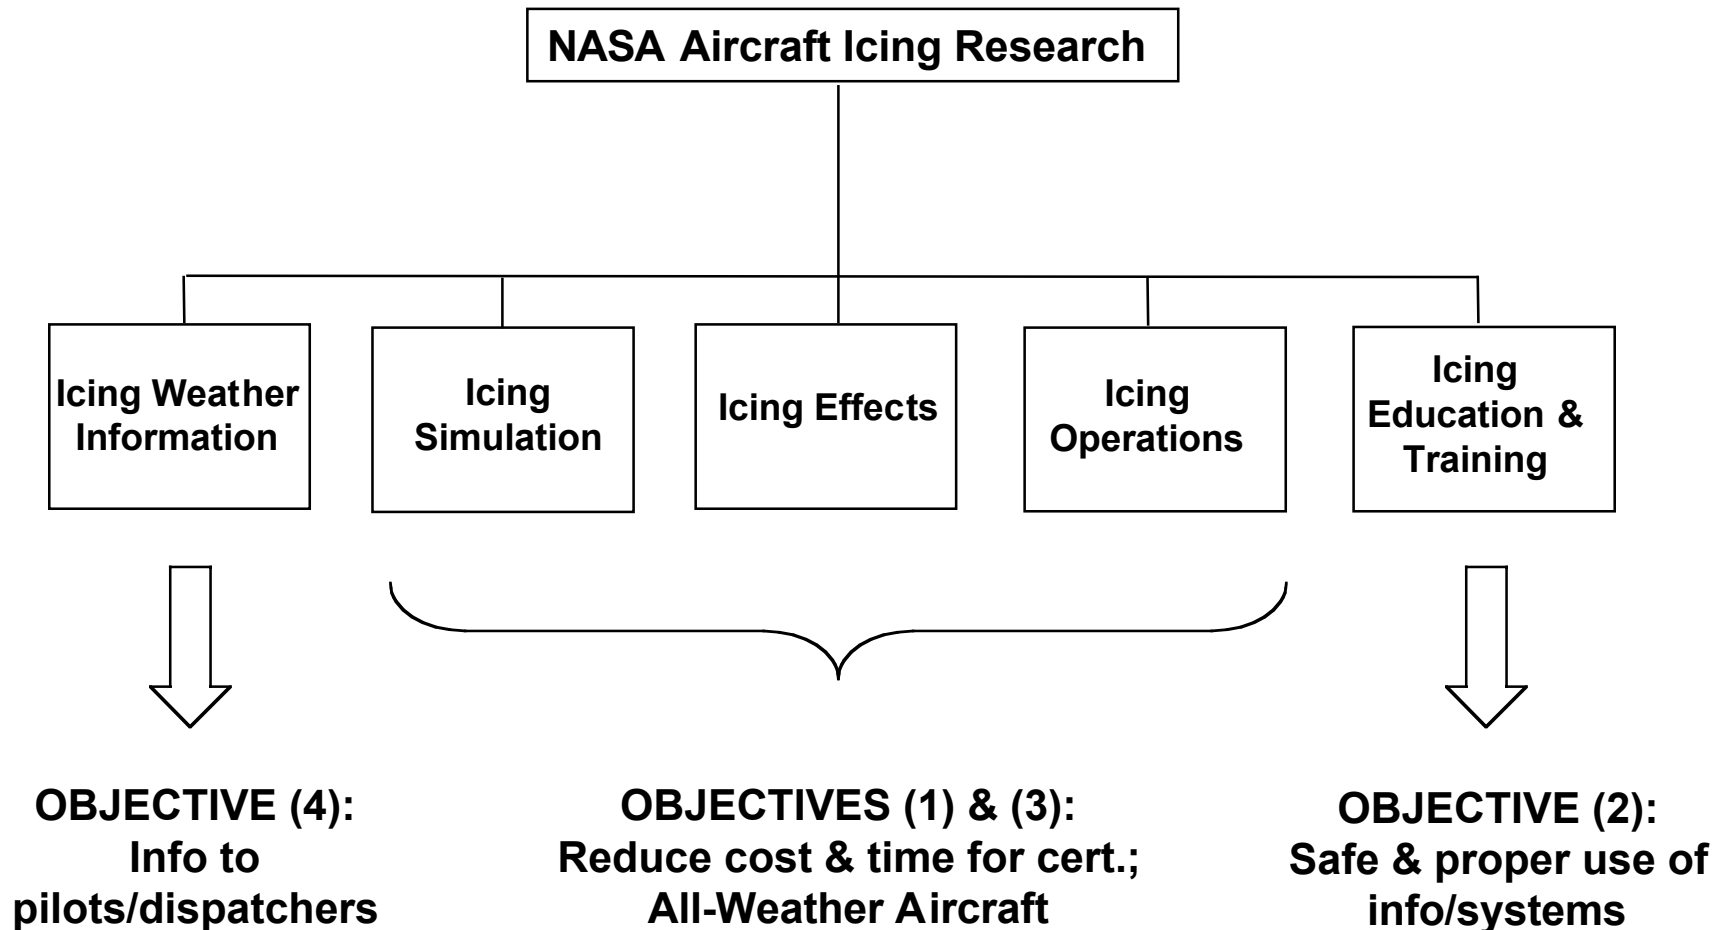 NASA Aircraft Icing Research
Icing Weather
Information
Icing
Simulation
Icing Effects
Icing
Operations
Icing
Education &
Training
OBJECTIVE (4):
Info to
pilots/dispatchers
OBJECTIVES (1) & (3):
Reduce cost & time for cert.;
All-Weather Aircraft
OBJECTIVE (2):
Safe & proper use of
info/systems